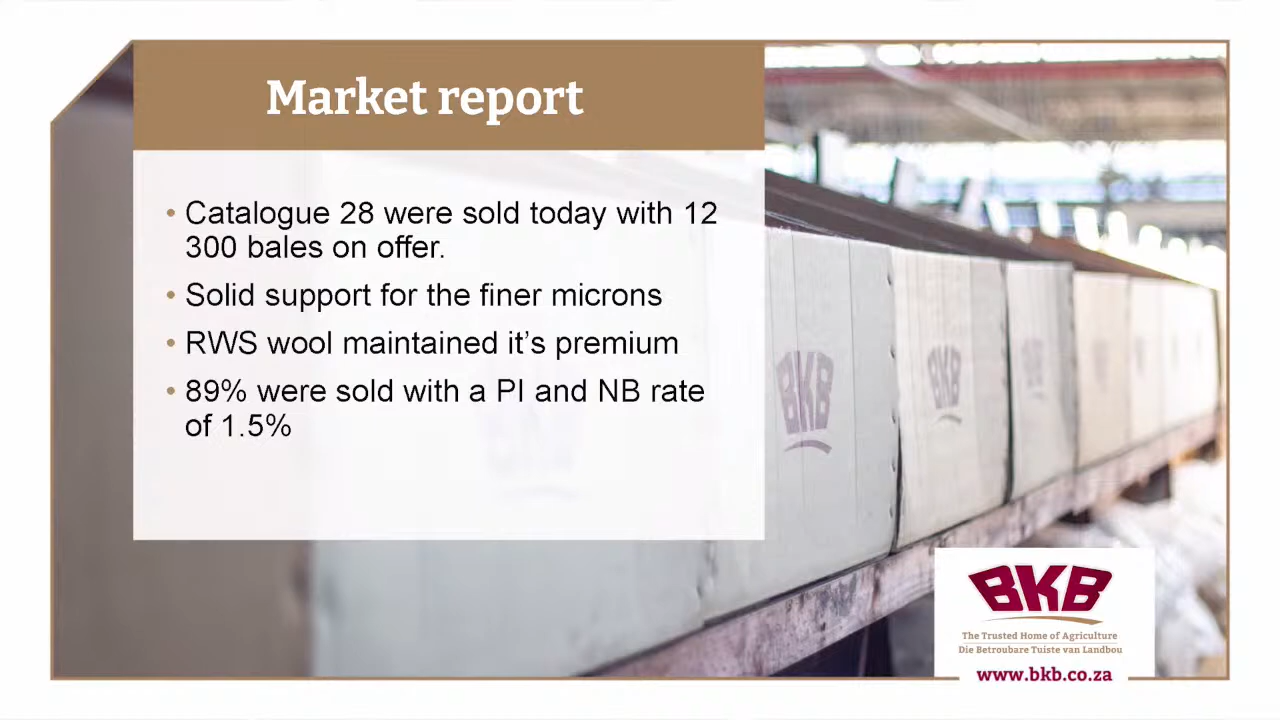 Market report
• Catalogue 28 were sold today with 12
300 bales on offer.
• Solid support for the finer microns
• RWS wool maintained it’s premium
• 89% were sold with a PI and NB rate
of 1.5%
BKB
BKB
BKB
The Trusted Home of Agriculture
Die Betroubare Tuiste van Landbou
www.bkb.co.za